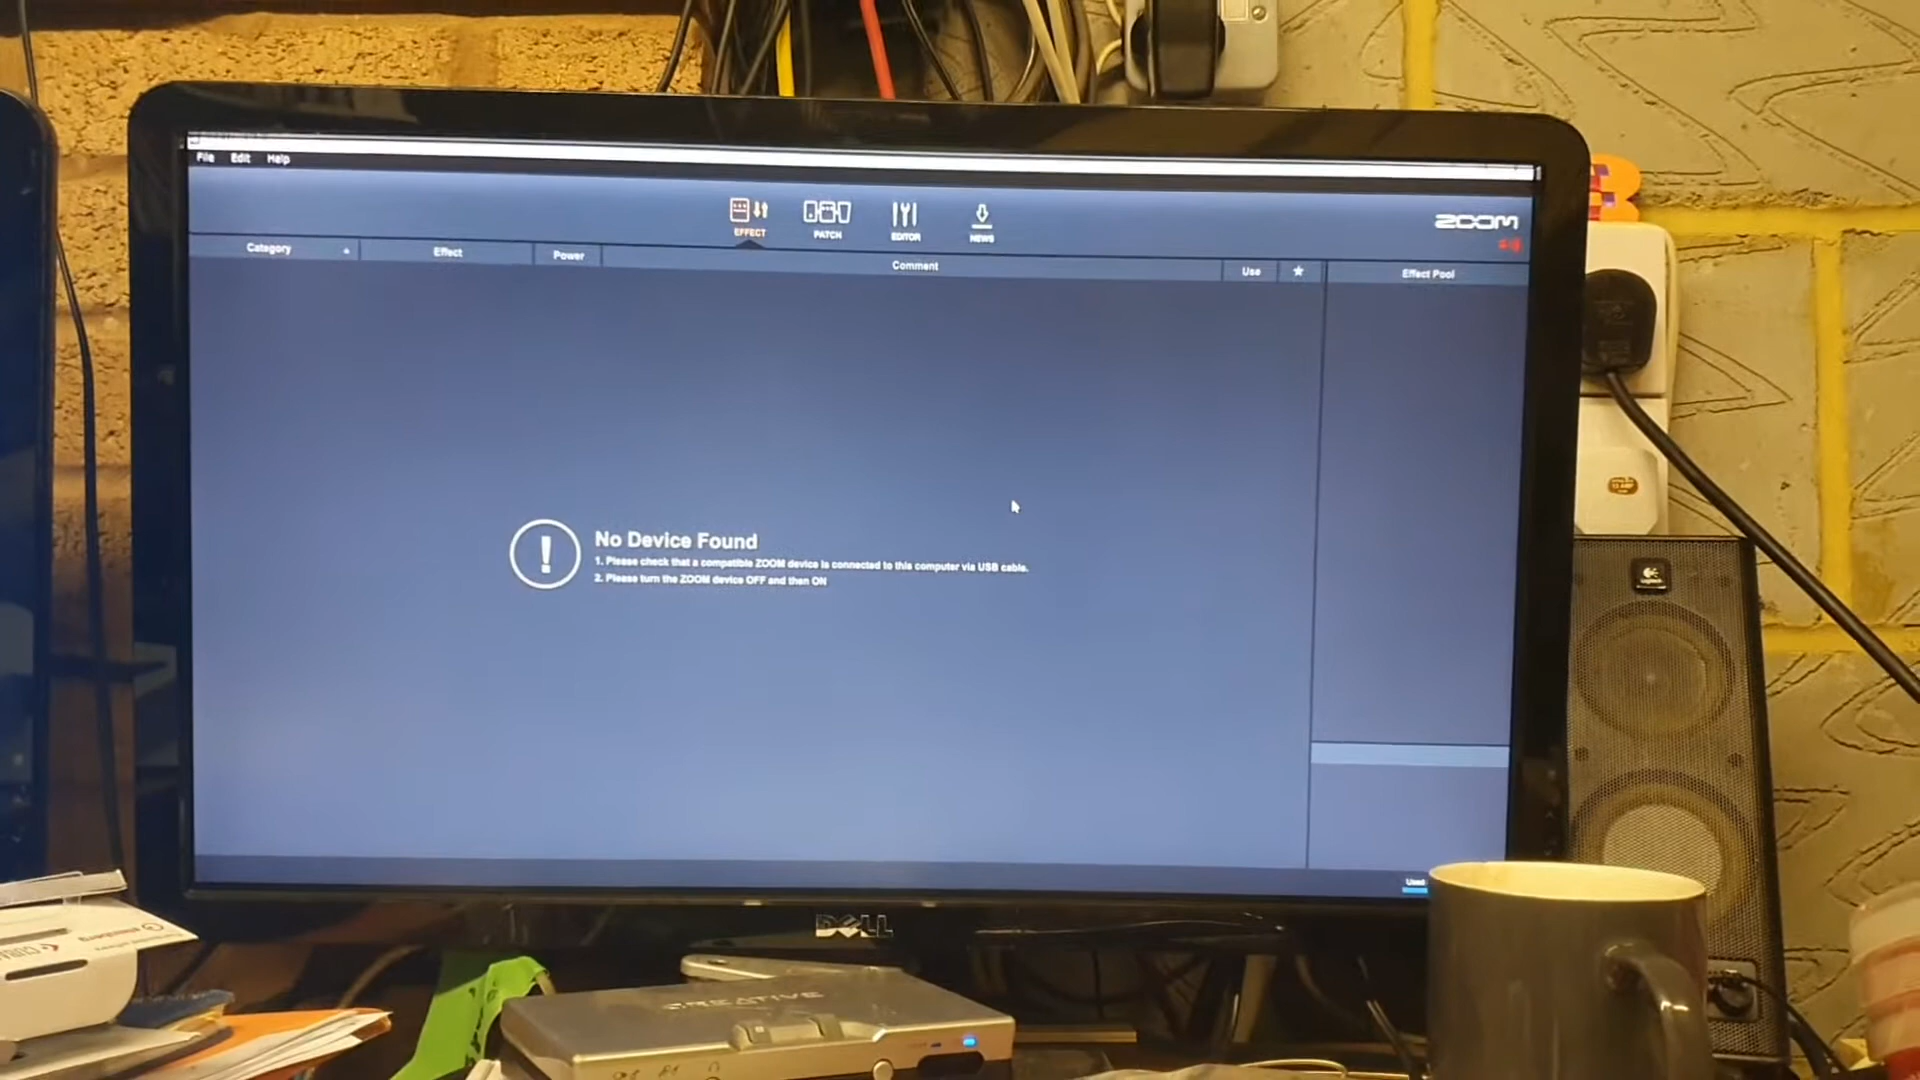 File Edit Help
EFFECT PATCH EDITOR NEWS
ZOOM
Category Effect Power Comment Use ★ Effect Pool
No Device Found
1. Please check that a compatible ZOOM device is connected to this computer via USB cable.
2. Please turn the ZOOM device OFF and then ON
Used
DELL
CREATIVE